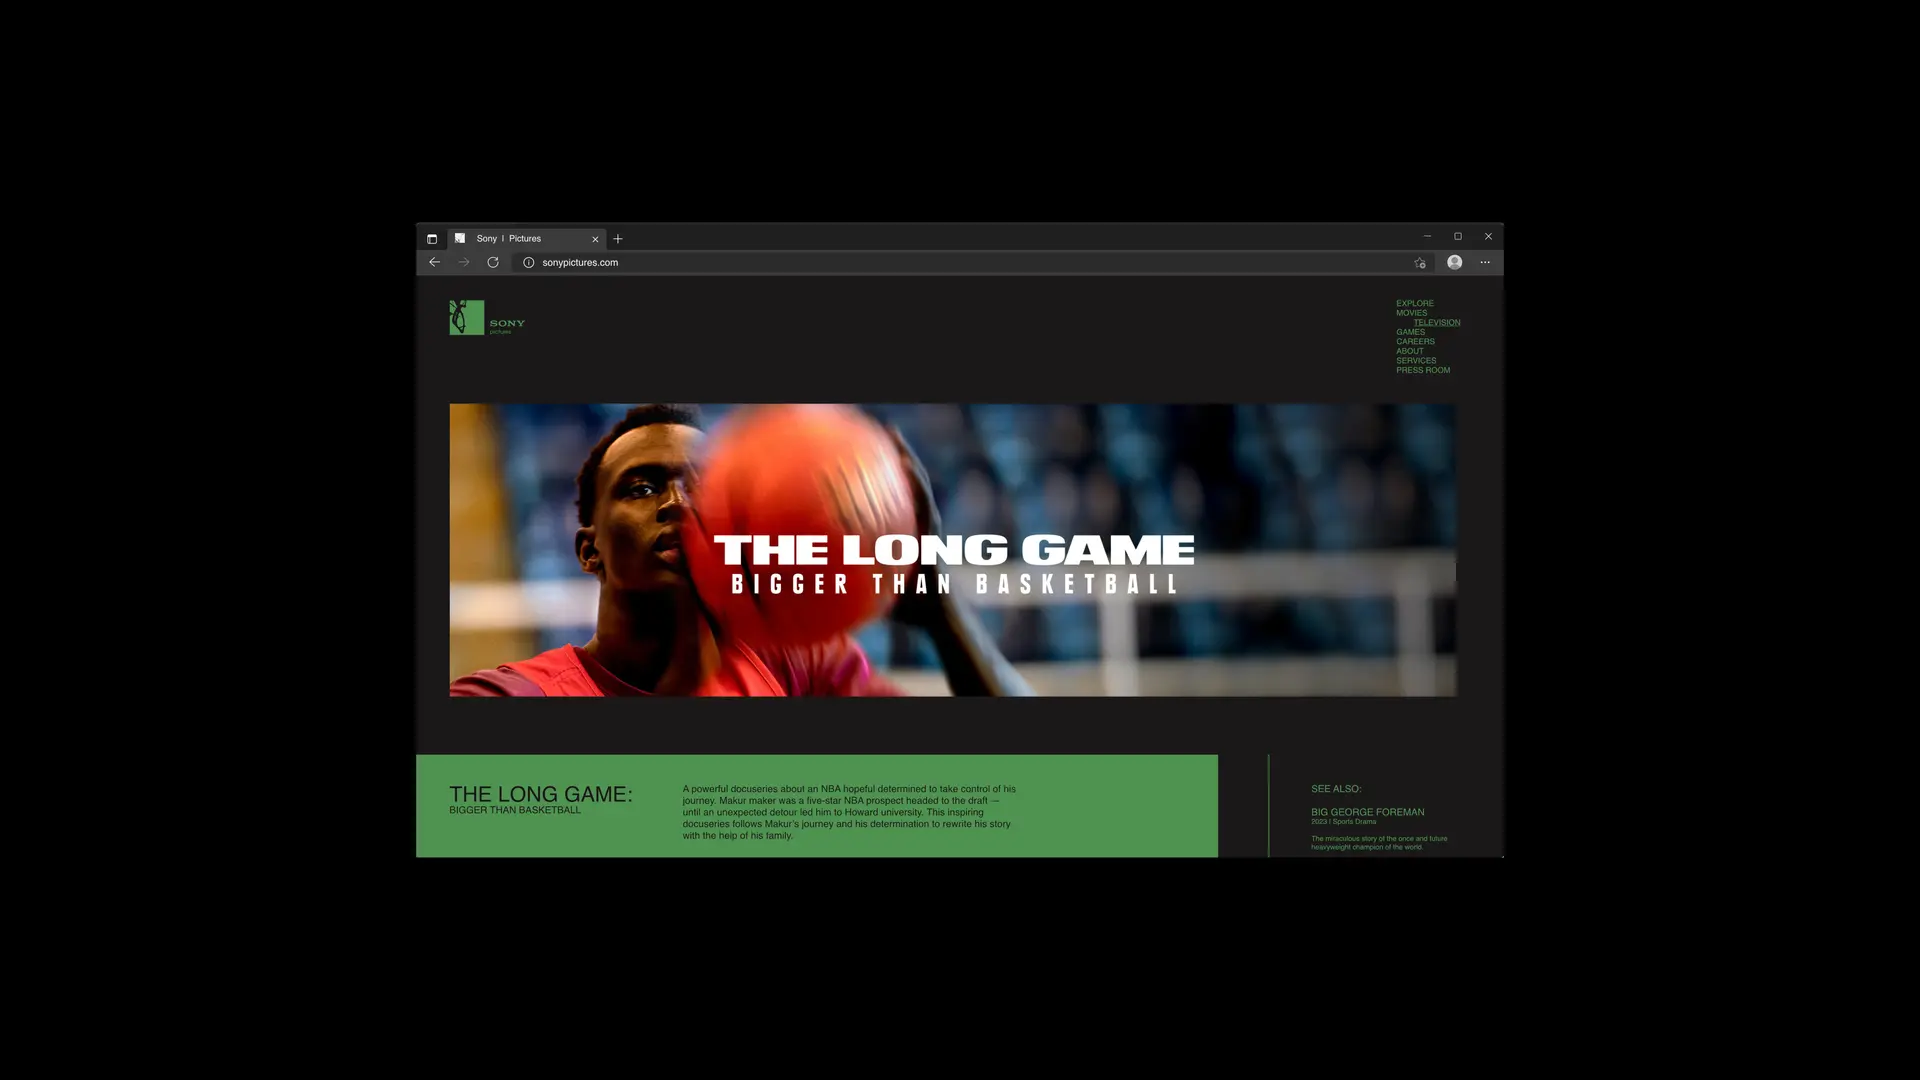 Sony | Pictures
sonypictures.com
SONY
pictures
EXPLORE
MOVIES
TELEVISION
GAMES
CAREERS
ABOUT
SERVICES
PRESS ROOM
THE LONG GAME
BIGGER THAN BASKETBALL
THE LONG GAME:
BIGGER THAN BASKETBALL
A powerful docuseries about an NBA hopeful determined to take control of his
journey. Makur maker was a five-star NBA prospect headed to the draft —
until an unexpected detour led him to Howard university. This inspiring
docuseries follows Makur's journey and his determination to rewrite his story
with the help of his family.
SEE ALSO:
BIG GEORGE FOREMAN
2023 | Sports Drama
The miraculous story of the once and future
heavyweight champion of the world.